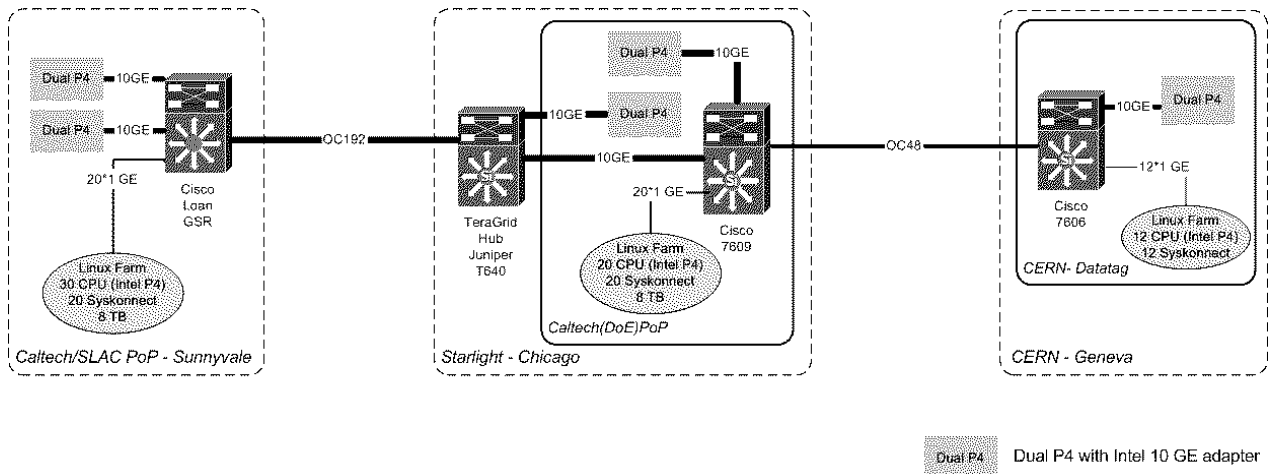 Dual P4
10GE
Dual P4
10GE
20*1 GE
Cisco
Loan
GSR
Linux Farm
30 CPU (Intel P4)
20 Syskonnect
8 TB
Caltech/SLAC PoP - Sunnyvale
OC192
TeraGrid
Hub
Juniper
T640
Dual P4
10GE
10GE
Dual P4
10GE
20*1 GE
Cisco
7609
Linux Farm
20 CPU (Intel P4)
20 Syskonnect
8 TB
Caltech(DoE)PoP
Starlight - Chicago
OC48
10GE
Dual P4
12*1 GE
Cisco
7606
Linux Farm
12 CPU (Intel P4)
12 Syskonnect
CERN- Datatag
CERN - Geneva
Si
Si
Si
Dual P4
Dual P4 with Intel 10 GE adapter